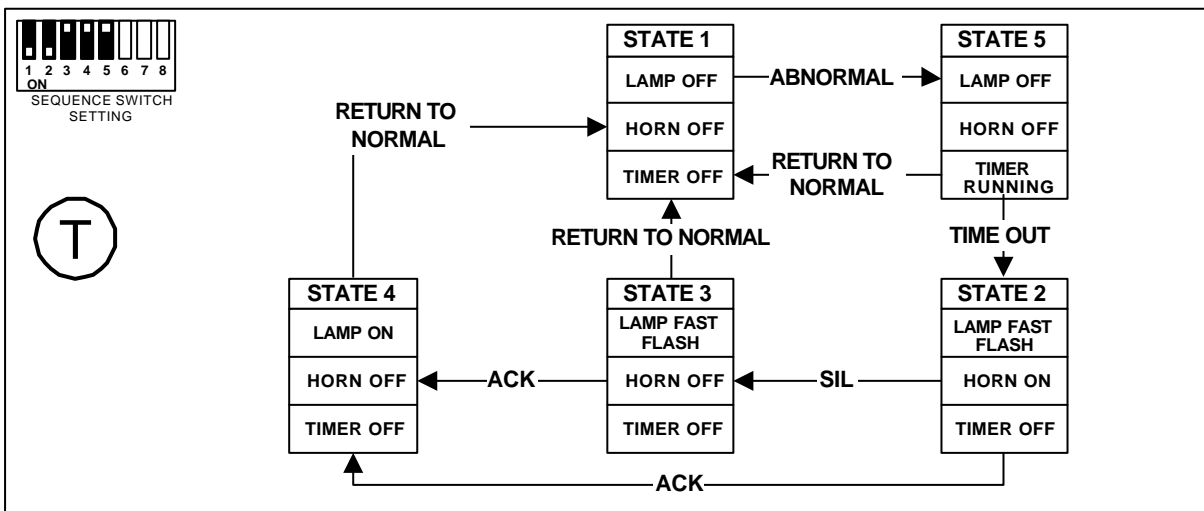 1 2 3 4 5 6 7 8
ON
SEQUENCE SWITCH
SETTING
T
STATE 1
LAMP OFF
HORN OFF
TIMER OFF
ABNORMAL
STATE 5
LAMP OFF
HORN OFF
TIMER
RUNNING
RETURN TO
NORMAL
RETURN TO
NORMAL
RETURN TO NORMAL
TIME OUT
STATE 4
LAMP ON
HORN OFF
TIMER OFF
ACK
STATE 3
LAMP FAST
FLASH
HORN OFF
TIMER OFF
SIL
STATE 2
LAMP FAST
FLASH
HORN ON
TIMER OFF
ACK